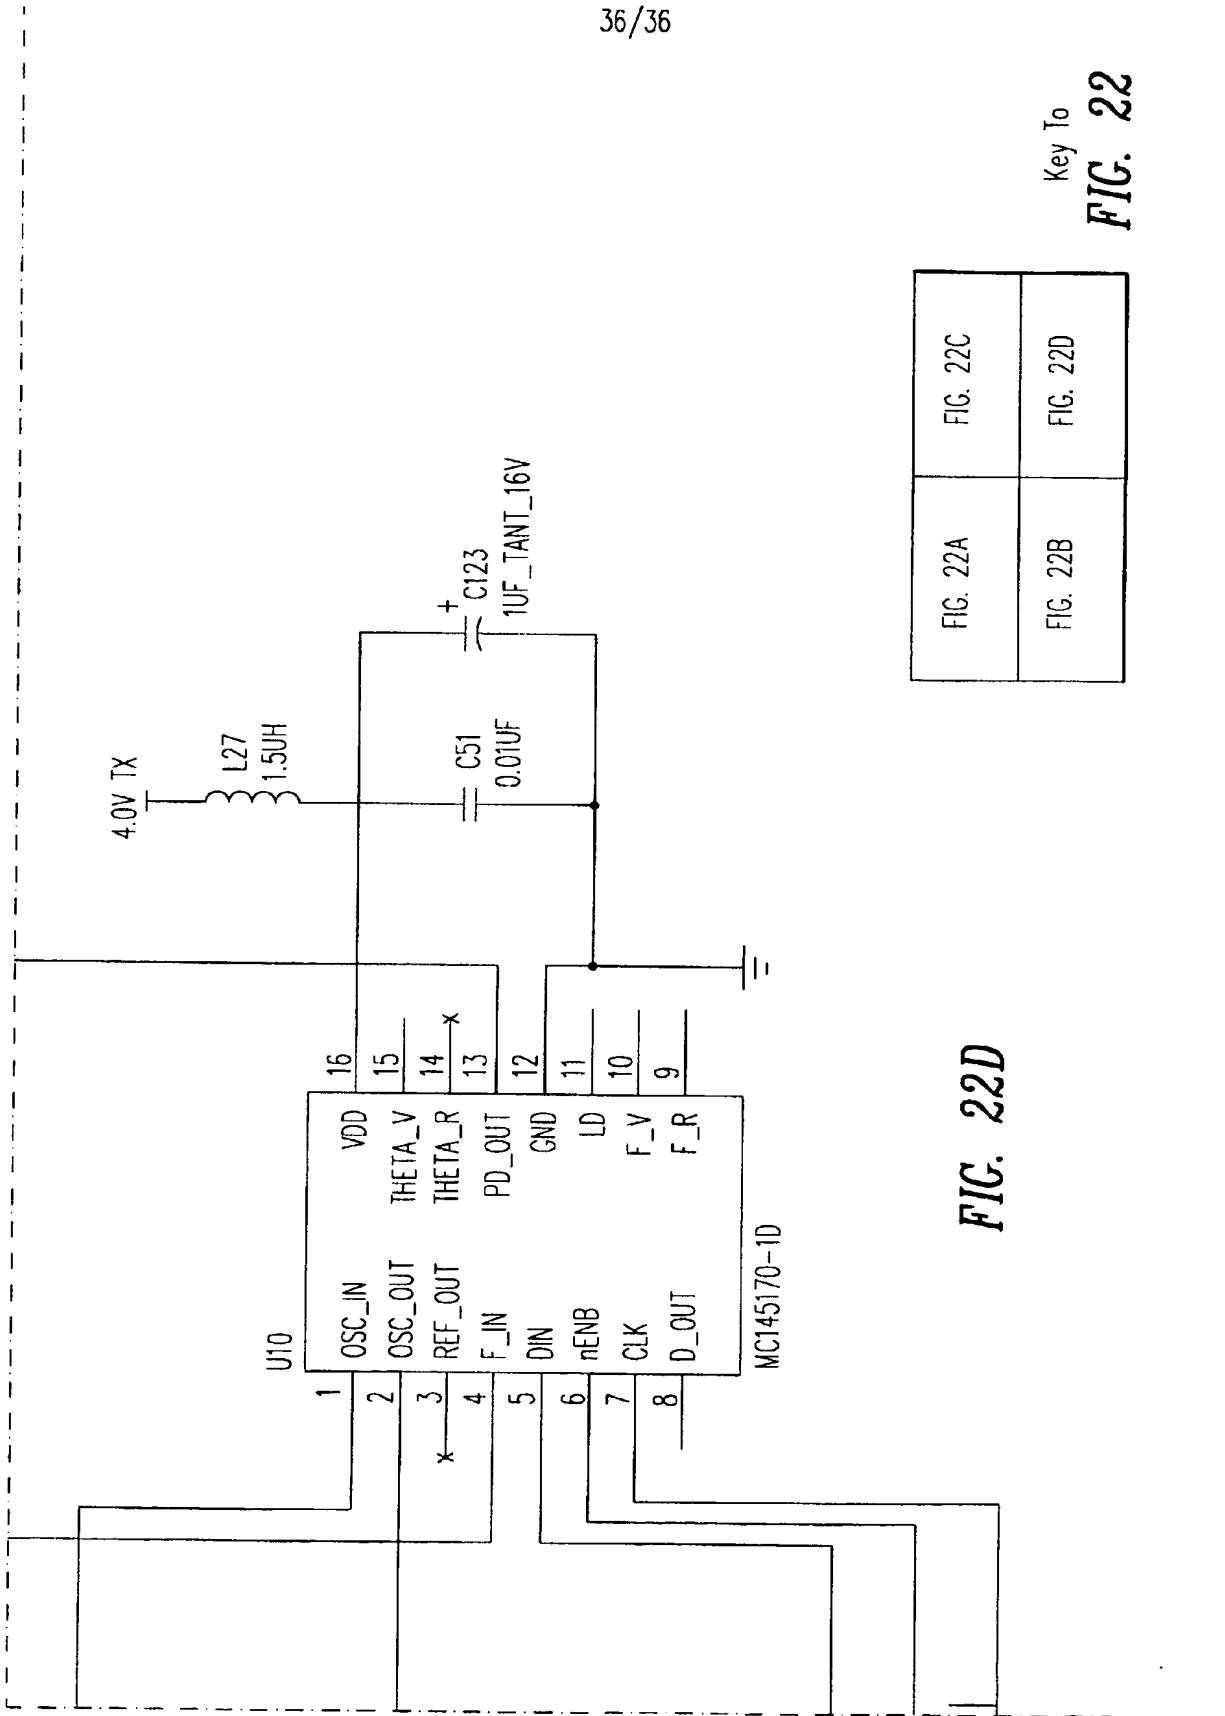 36/36
4.0V TX
L27
1.5UH
C51
0.01UF
+
C123
1UF_TANT_16V
U10
1 OSC_IN
2 OSC_OUT
3 REF_OUT
4 F_IN
5 DIN
6 nENB
7 CLK
8 D_OUT
VDD 16
THETA_V 15
THETA_R 14
PD_OUT 13
GND 12
LD 11
F_V 10
F_R 9
x
x
MC145170-1D
FIG. 22D
FIG. 22A FIG. 22C
FIG. 22B FIG. 22D
Key To
FIG. 22